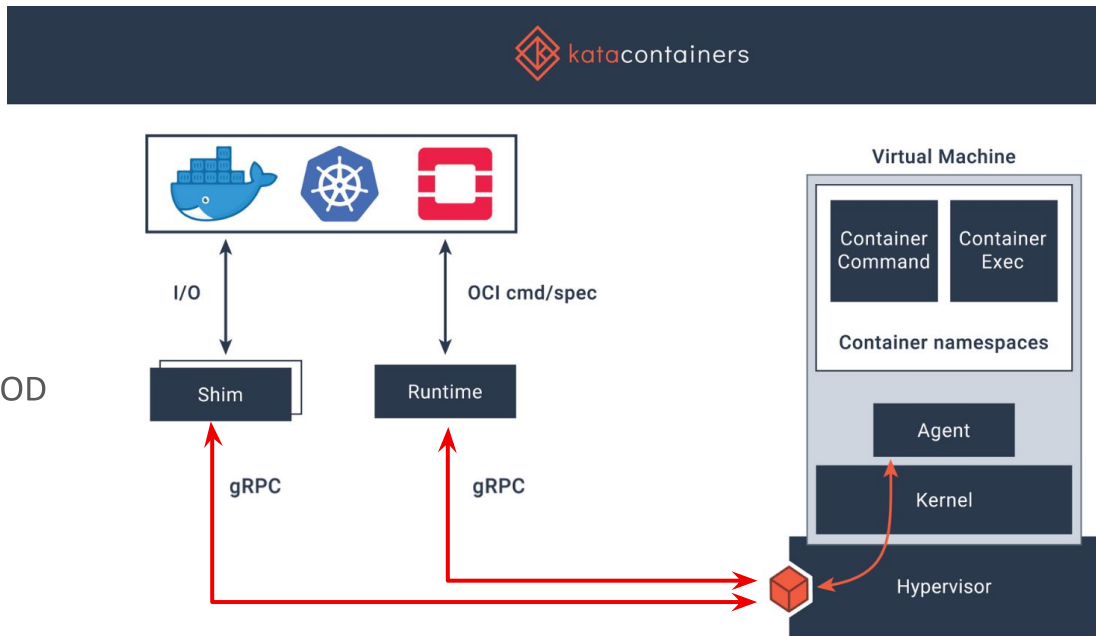 katacontainers
Virtual Machine
Container
Command
Container
Exec
I/O
OCI cmd/spec
Container namespaces
OD
Shim
Runtime
Agent
gRPC
gRPC
Kernel
Hypervisor